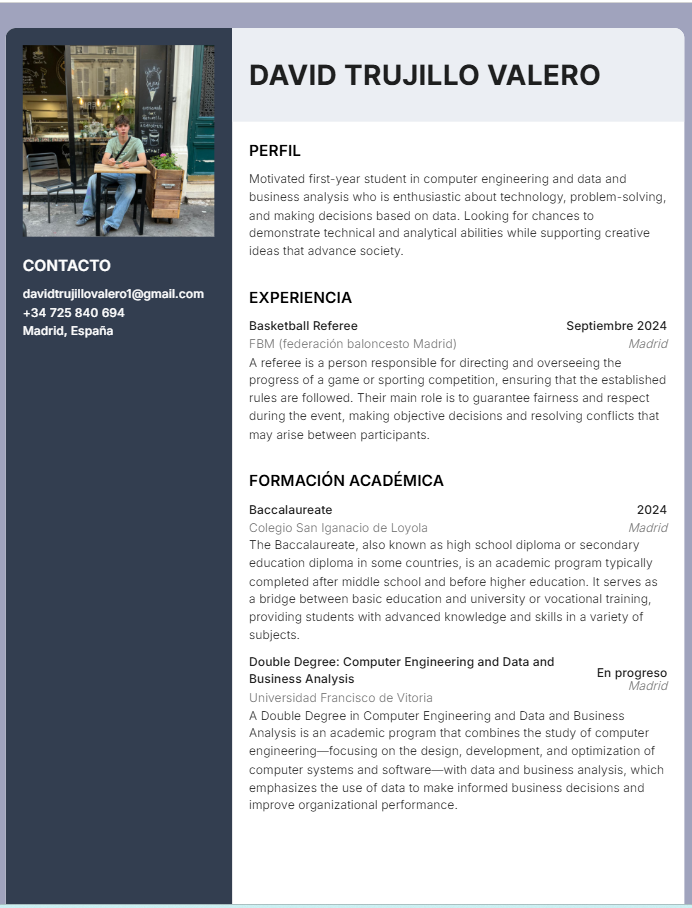 DAVID TRUJILLO VALERO
CONTACTO
davidtrujillovalero1@gmail.com
+34 725 840 694
Madrid, España
PERFIL
Motivated first-year student in computer engineering and data and
business analysis who is enthusiastic about technology, problem-solving,
and making decisions based on data. Looking for chances to
demonstrate technical and analytical abilities while supporting creative
ideas that advance society.
EXPERIENCIA
Basketball Referee Septiembre 2024
FBM (federación baloncesto Madrid) Madrid
A referee is a person responsible for directing and overseeing the
progress of a game or sporting competition, ensuring that the established
rules are followed. Their main role is to guarantee fairness and respect
during the event, making objective decisions and resolving conflicts that
may arise between participants.
FORMACIÓN ACADÉMICA
Baccalaureate 2024
Colegio San Iganacio de Loyola Madrid
The Baccalaureate, also known as high school diploma or secondary
education diploma in some countries, is an academic program typically
completed after middle school and before higher education. It serves as
a bridge between basic education and university or vocational training,
providing students with advanced knowledge and skills in a variety of
subjects.
Double Degree: Computer Engineering and Data and
Business Analysis
En progreso
Madrid
Universidad Francisco de Vitoria
A Double Degree in Computer Engineering and Data and Business
Analysis is an academic program that combines the study of computer
engineering—focusing on the design, development, and optimization of
computer systems and software—with data and business analysis, which
emphasizes the use of data to make informed business decisions and
improve organizational performance.